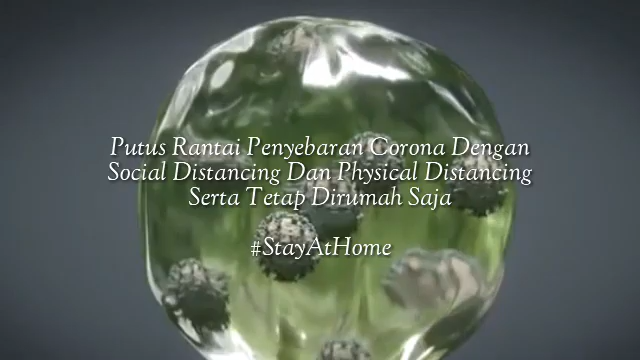 Putus Rantai Penyebaran Corona Dengan
Social Distancing Dan Physical Distancing
Serta Tetap Dirumah Saja
#StayAtHome